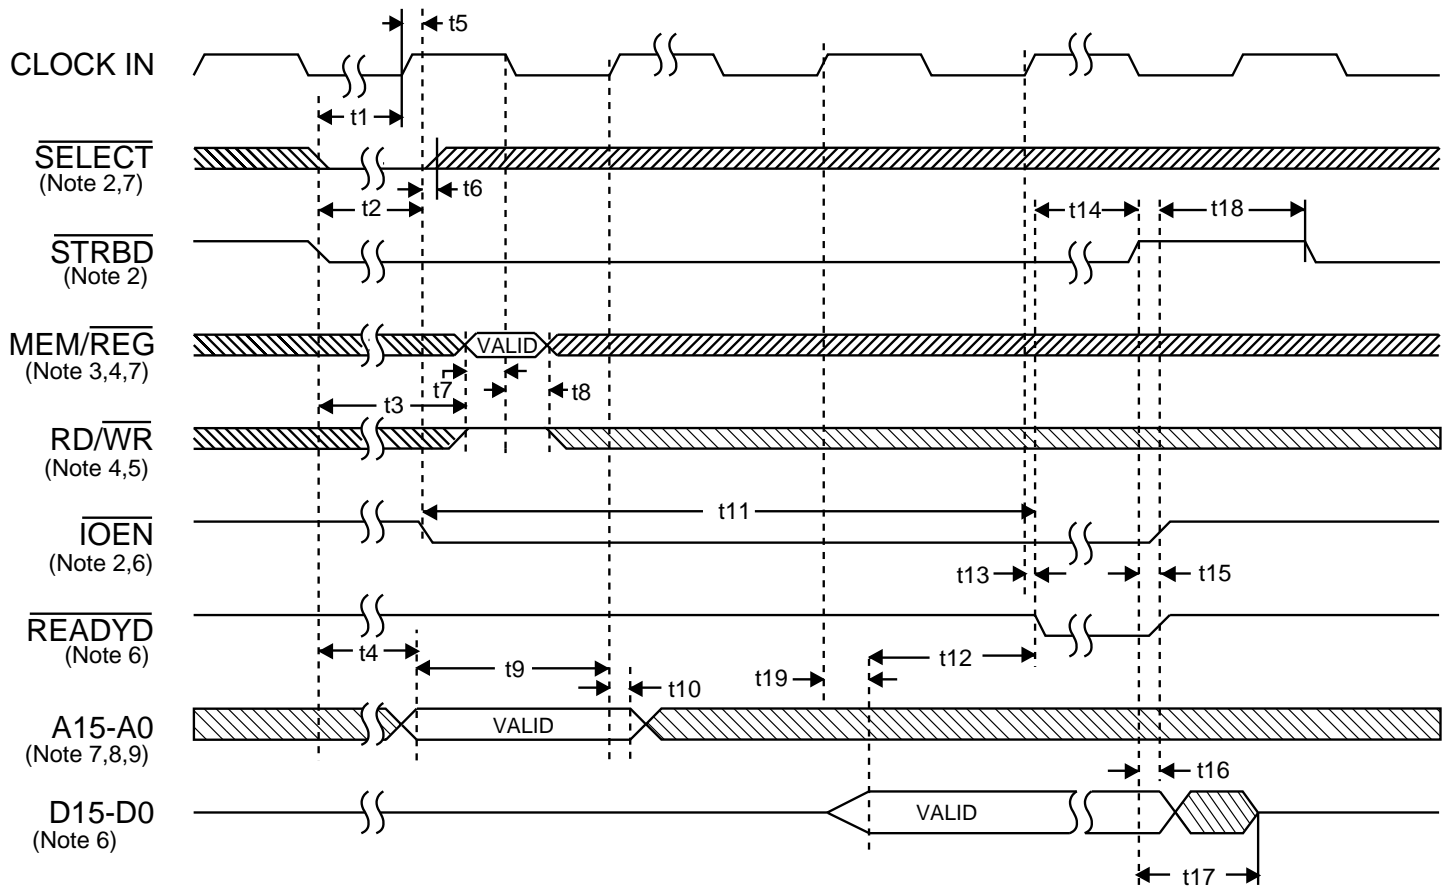 t5
CLOCK IN
t1
SELECT
(Note 2,7)
t6
t2
t14
t18
STRBD
(Note 2)
MEM/REG
(Note 3,4,7)
VALID
t7
t8
t3
RD/WR
(Note 4,5)
t11
IOEN
(Note 2,6)
t13
t15
READYD
(Note 6)
t4
t9
t12
t19
t10
A15-A0
(Note 7,8,9)
VALID
t16
D15-D0
(Note 6)
VALID
t17